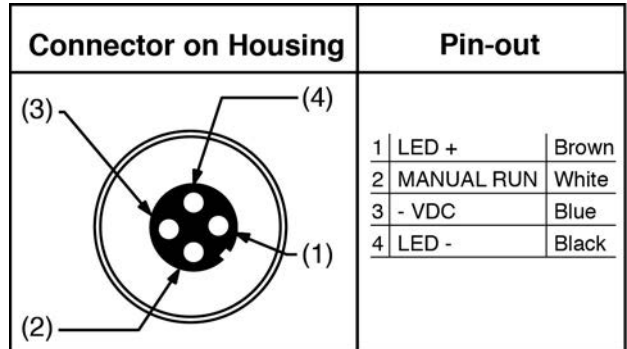 Connector on Housing
Pin-out
(4)
(3)
(1)
(2)
1 LED + Brown
2 MANUAL RUN White
3 - VDC Blue
4 LED - Black